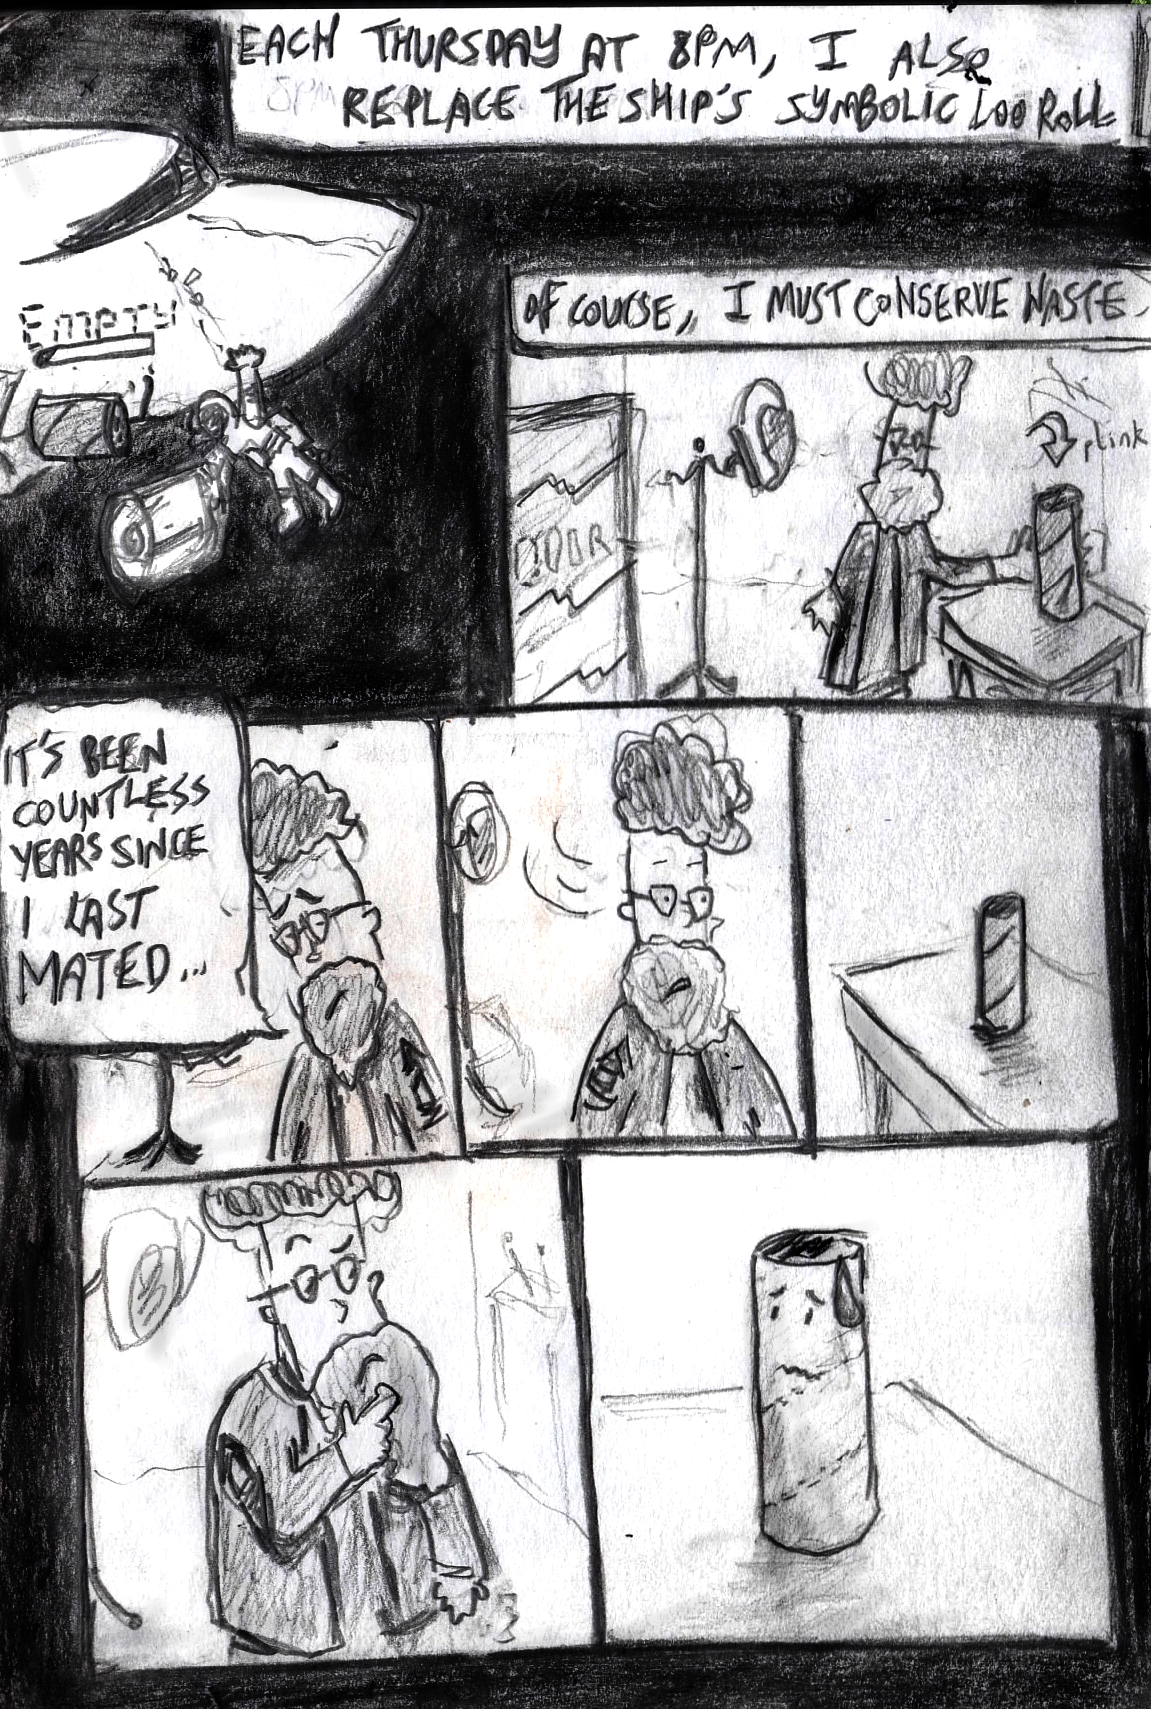 EACH THURSDAY AT 8PM, I ALSO
REPLACE THE SHIP'S SYMBOLIC LOO ROLL
EMPTY
OF COURSE, I MUST CONSERVE WASTE.
plink
DOOR
IT'S BEEN
COUNTLESS
YEARS SINCE
I LAST
MATED...